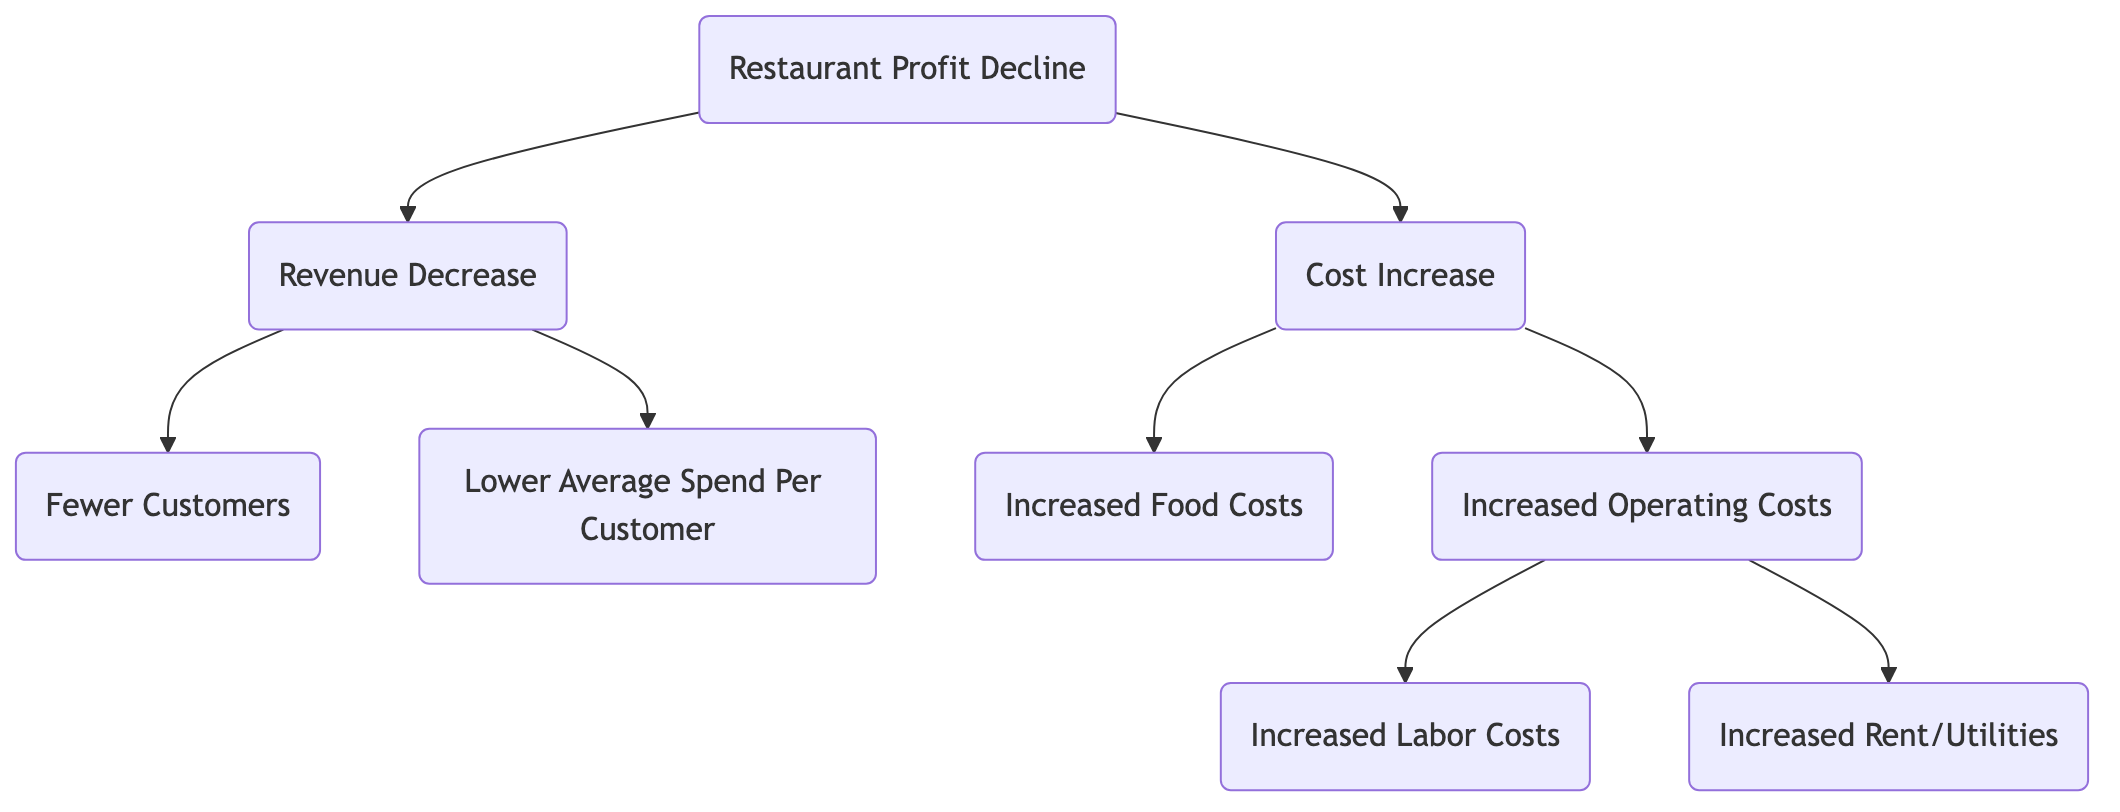 Restaurant Profit Decline
Revenue Decrease
Cost Increase
Fewer Customers
Lower Average Spend Per
Customer
Increased Food Costs
Increased Operating Costs
Increased Labor Costs
Increased Rent/Utilities